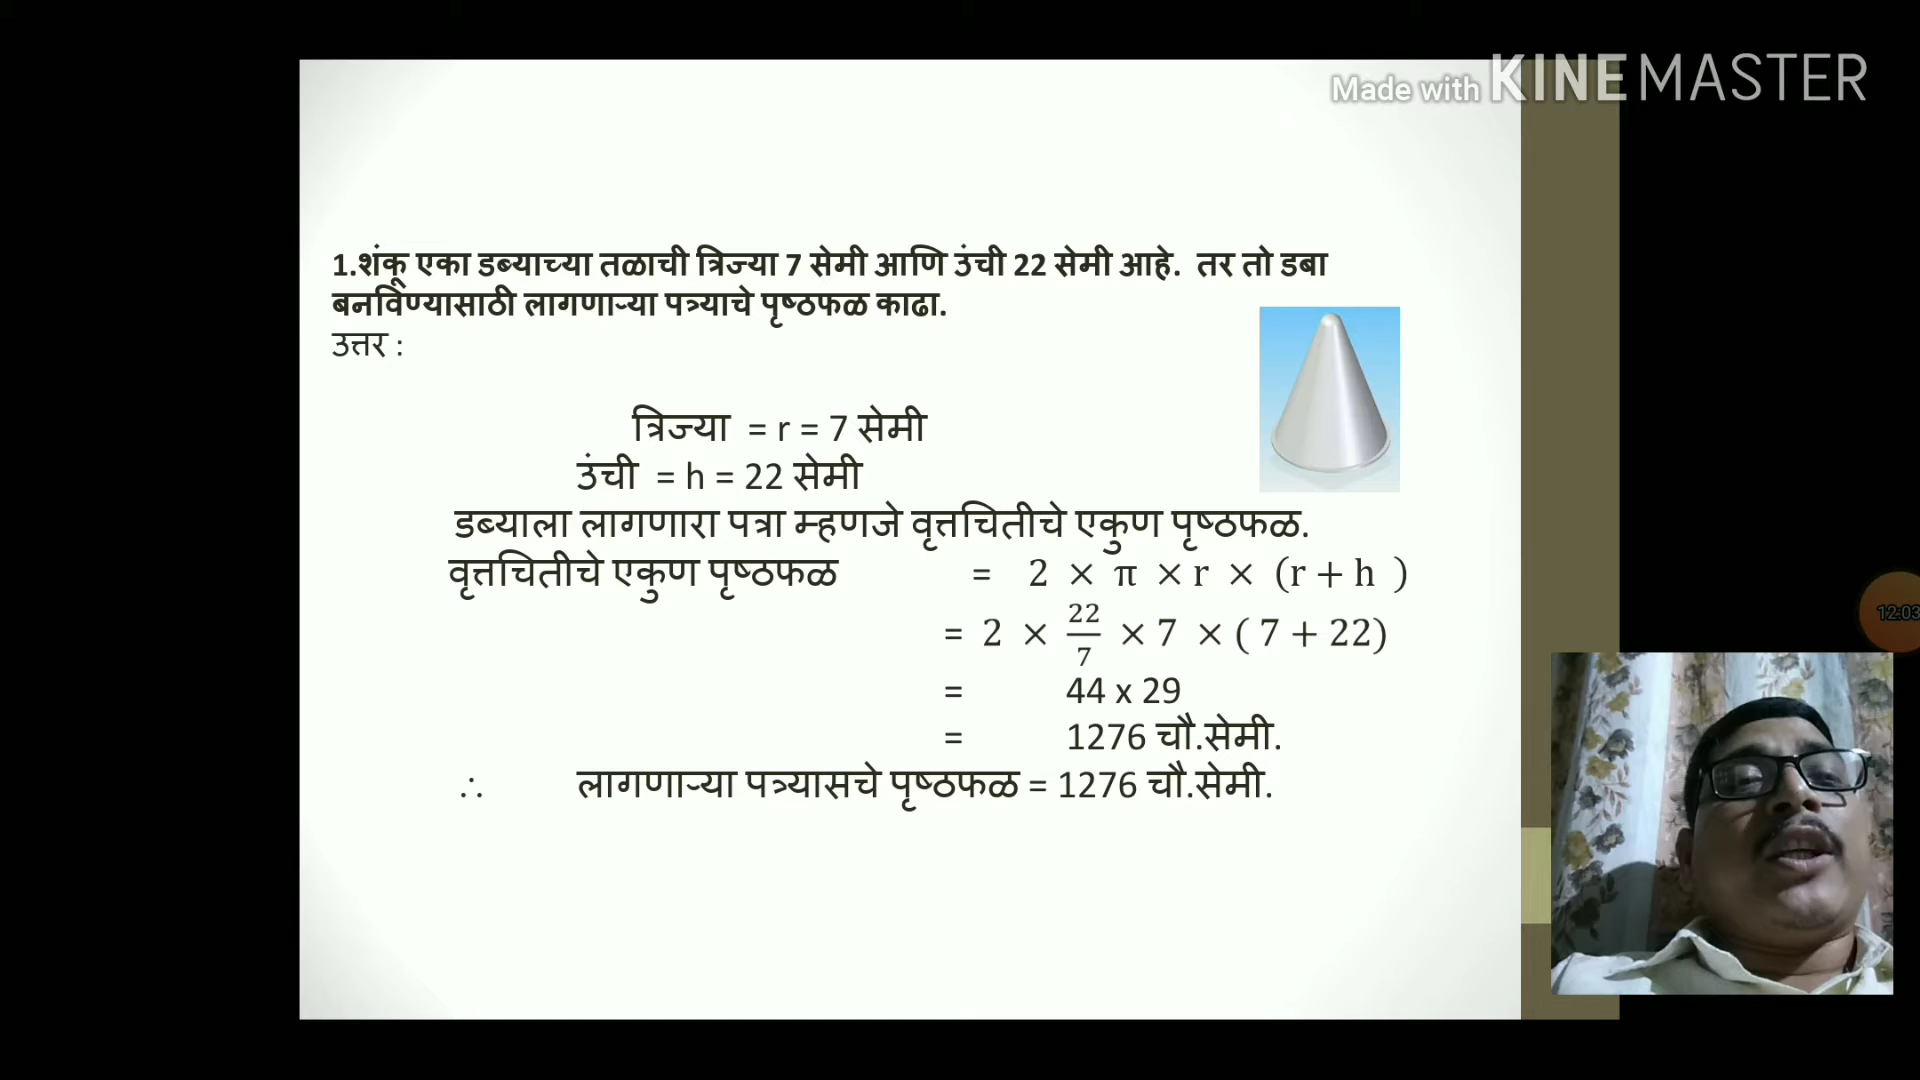 Made with KINEMASTER
1.शंकू एका डब्याच्या तळाची त्रिज्या 7 सेमी आणि उंची 22 सेमी आहे. तर तो डबा
बनविण्यासाठी लागणाऱ्या पत्र्याचे पृष्ठफळ काढा.
उत्तर :
त्रिज्या = r = 7 सेमी
उंची = h = 22 सेमी
डब्याला लागणारा पत्रा म्हणजे वृत्तचितीचे एकुण पृष्ठफळ.
वृत्तचितीचे एकुण पृष्ठफळ = 2 × π × r × (r + h )
= 2 × 22/7 × 7 × ( 7 + 22)
12:03
= 44 x 29
= 1276 चौ.सेमी.
∴ लागणाऱ्या पत्र्यासचे पृष्ठफळ = 1276 चौ.सेमी.